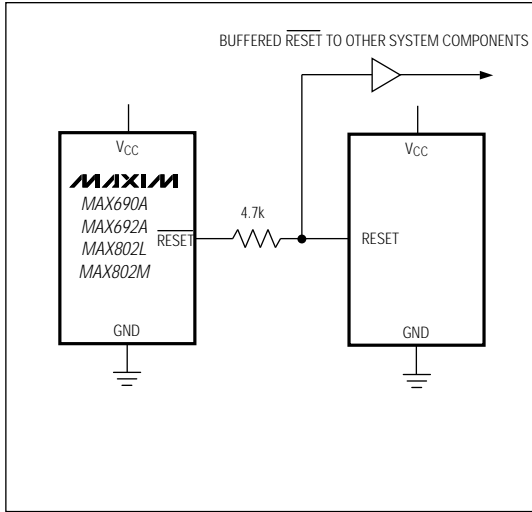 BUFFERED RESET TO OTHER SYSTEM COMPONENTS
VCC
MAXIM
MAX690A
MAX692A
MAX802L
MAX802M
RESET
GND
4.7k
VCC
RESET
GND